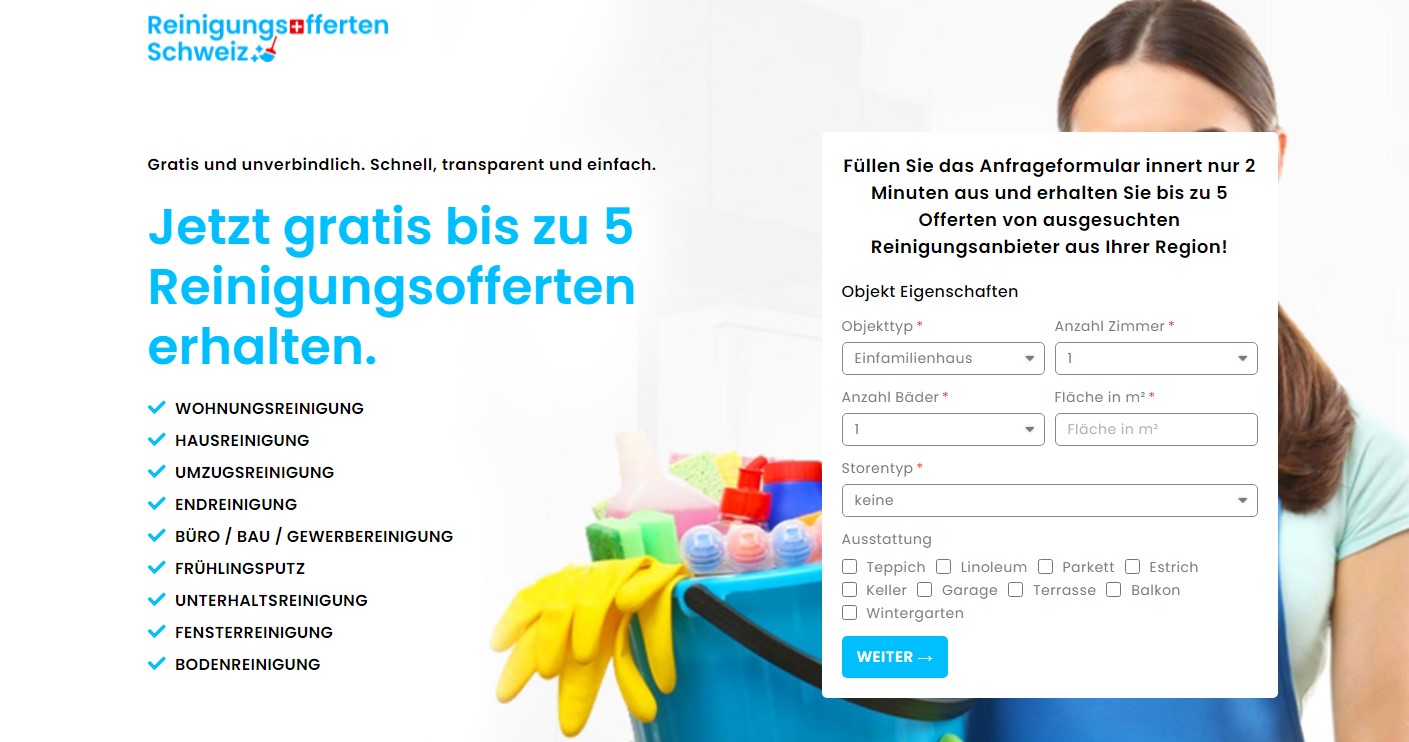 Reinigungsofferten
Schweiz
Gratis und unverbindlich. Schnell, transparent und einfach.
Jetzt gratis bis zu 5
Reinigungsofferten
erhalten.
WOHNUNGSREINIGUNG
HAUSREINIGUNG
UMZUGSREINIGUNG
ENDREINIGUNG
BÜRO / BAU / GEWERBEREINIGUNG
FRÜHLINGSPUTZ
UNTERHALTSREINIGUNG
FENSTERREINIGUNG
BODENREINIGUNG
Füllen Sie das Anfrageformular innert nur 2
Minuten aus und erhalten Sie bis zu 5
Offerten von ausgesuchten
Reinigungsanbieter aus Ihrer Region!
Objekt Eigenschaften
Objekttyp * Anzahl Zimmer *
Einfamilienhaus 1
Anzahl Bäder * Fläche in m² *
1 Fläche in m²
Storentyp *
keine
Ausstattung
Teppich Linoleum Parkett Estrich
Keller Garage Terrasse Balkon
Wintergarten
WEITER →